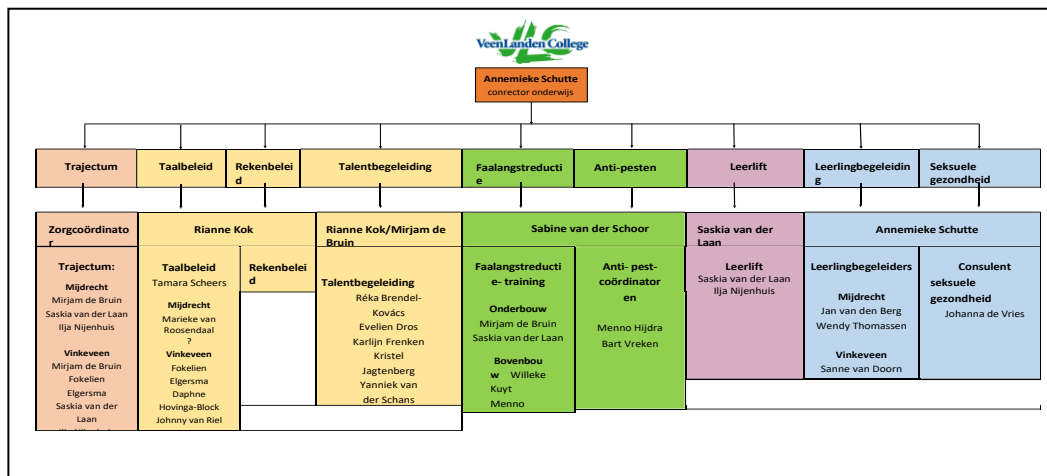 VLC
VeenLanden College
Annemieke Schutte
conrector onderwijs
Trajectum
Taalbeleid
Rekenbelei
d
Talentbegeleiding
Faalangstreducti
e
Anti-pesten
Leerlift
Leerlingbegeleidin
g
Seksuele
gezondheid
Zorgcoördinato
r
Rianne Kok
Rianne Kok/Mirjam de
Bruin
Sabine van der Schoor
Saskia van der
Laan
Annemieke Schutte
Trajectum:
Mijdrecht
Mirjam de Bruin
Saskia van der Laan
Ilja Nijenhuis
Vinkeveen
Mirjam de Bruin
Fokelien
Elgersma
Saskia van der
Laan
Taalbeleid
Tamara Scheers
Mijdrecht
Marieke van
Roosendaal
?
Vinkeveen
Fokelien
Elgersma
Daphne
Hovinga-Block
Johnny van Riel
Rekenbelei
d
Talentbegeleiding
Réka Brendel-
Kovács
Evelien Dros
Karlijn Frenken
Kristel
Jagtenberg
Yanniek van
der Schans
Faalangstreducti
e- training
Onderbouw
Mirjam de Bruin
Saskia van der Laan
Bovenbou
w Willeke
Kuyt
Menno
Anti- pest-
coördinator
en
Menno Hijdra
Bart Vreken
Leerlift
Saskia van der Laan
Ilja Nijenhuis
Leerlingbegeleiders
Mijdrecht
Jan van den Berg
Wendy Thomassen
Vinkeveen
Sanne van Doorn
Consulent
seksuele
gezondheid
Johanna de Vries